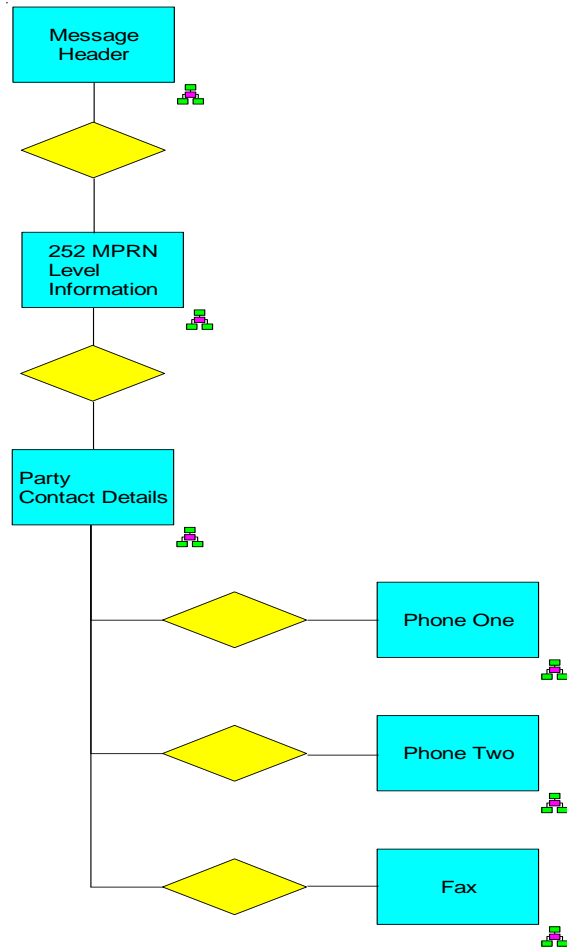 Message
Header
252 MPRN
Level
Information
Party
Contact Details
Phone One
Phone Two
Fax